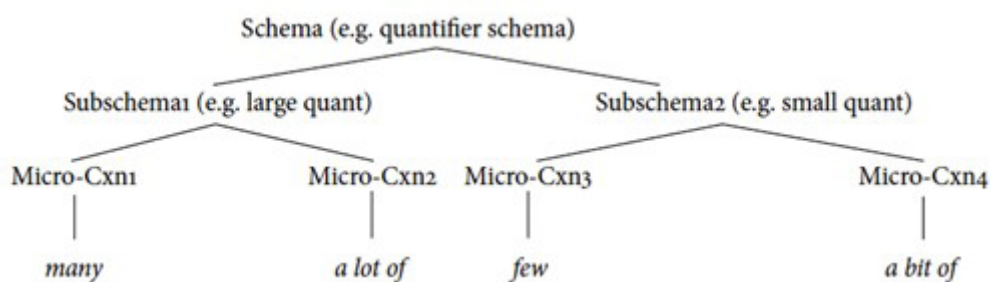 Schema (e.g. quantifier schema)
Subschema1 (e.g. large quant) Subschema2 (e.g. small quant)
Micro-Cxn1 Micro-Cxn2 Micro-Cxn3 Micro-Cxn4
many a lot of few a bit of